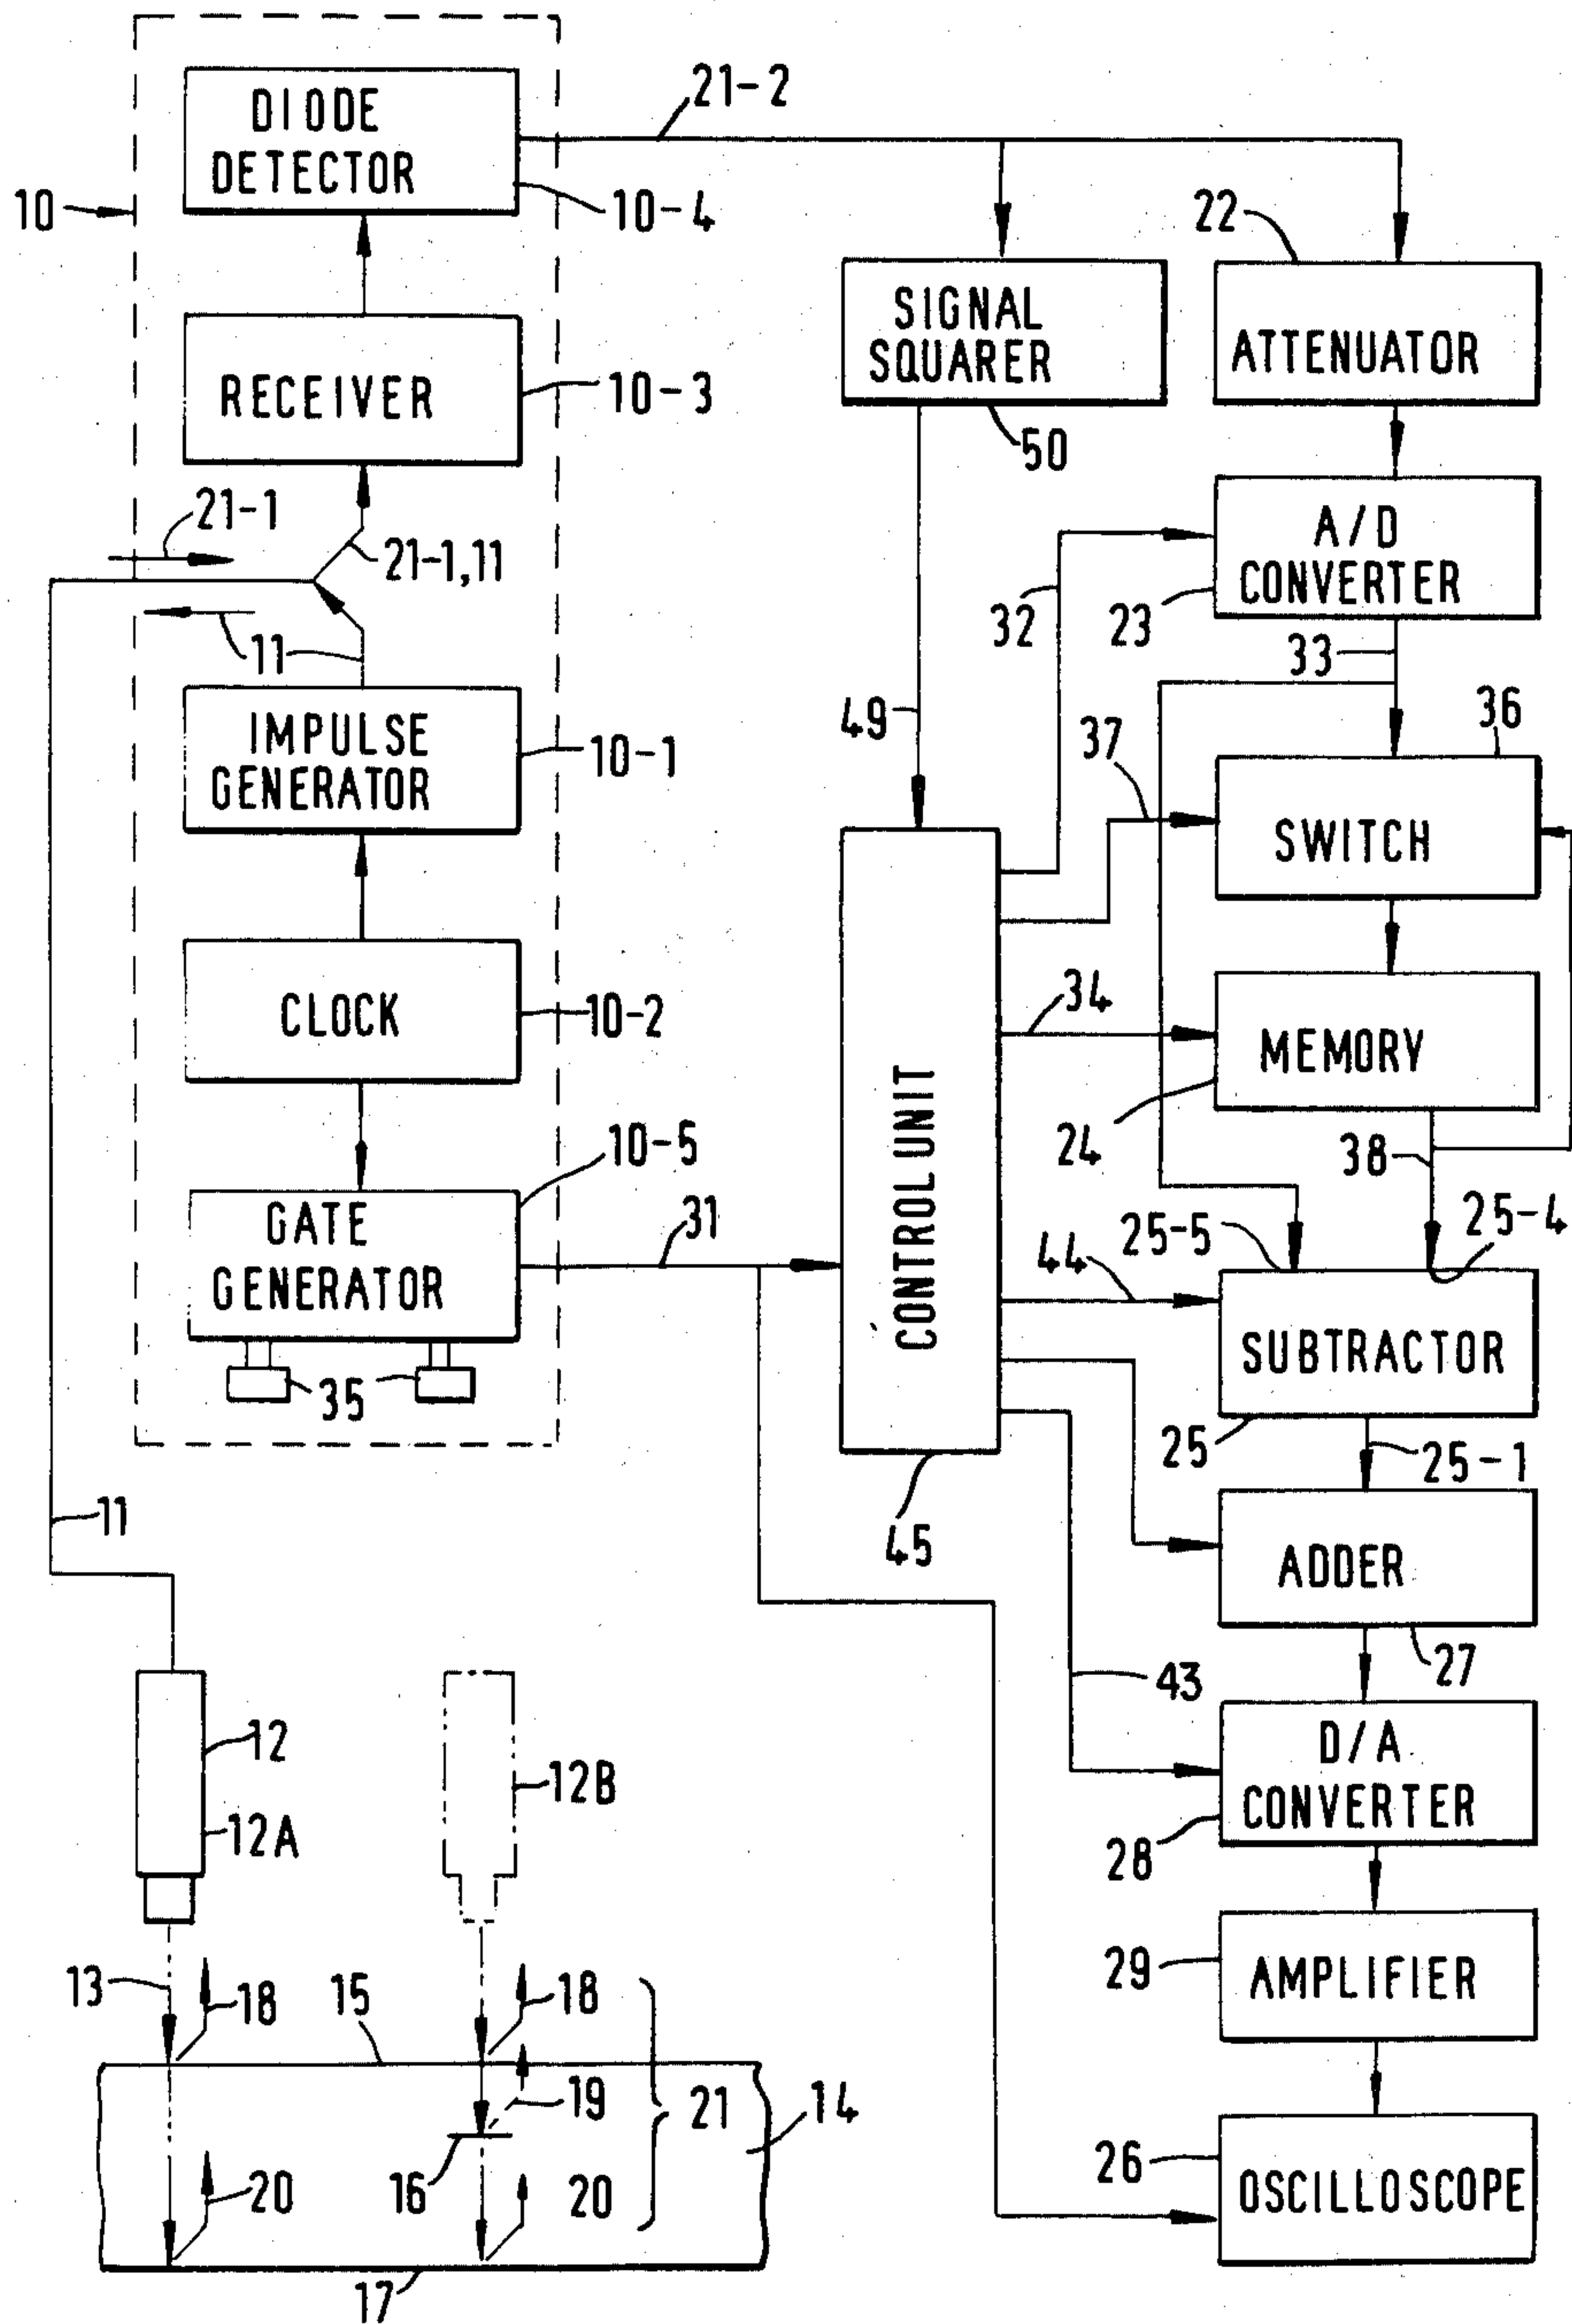 DIODE
DETECTOR
21-2
10
10-4
22
SIGNAL
SQUARER
ATTENUATOR
RECEIVER
10-3
50
21-1
21-1,11
A/D
CONVERTER
32
23
11
33
IMPULSE
GENERATOR
10-1
49
37
36
SWITCH
CLOCK
10-2
34
MEMORY
24
38
10-5
GATE
GENERATOR
31
CONTROL UNIT
25-5
25-4
44
SUBTRACTOR
35
25
25-1
11
45
ADDER
27
43
12
12A
12B
D/A
CONVERTER
28
29
AMPLIFIER
13
18
15
18
19
21
14
16
20
20
26
OSCILLOSCOPE
17